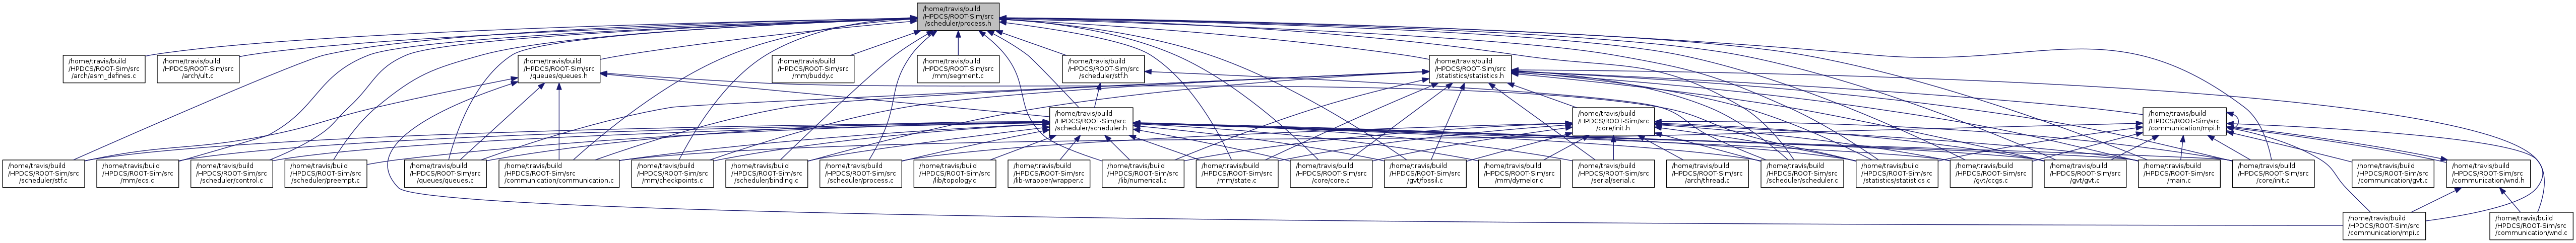 /home/travis/build
/HPDCS/ROOT-Sim/src
/scheduler/process.h
/home/travis/build
/HPDCS/ROOT-Sim/src
/arch/asm_defines.c
/home/travis/build
/HPDCS/ROOT-Sim/src
/arch/ult.c
/home/travis/build
/HPDCS/ROOT-Sim/src
/queues/queues.h
/home/travis/build
/HPDCS/ROOT-Sim/src
/mm/buddy.c
/home/travis/build
/HPDCS/ROOT-Sim/src
/mm/segment.c
/home/travis/build
/HPDCS/ROOT-Sim/src
/scheduler/stf.h
/home/travis/build
/HPDCS/ROOT-Sim/src
/statistics/statistics.h
/home/travis/build
/HPDCS/ROOT-Sim/src
/scheduler/scheduler.h
/home/travis/build
/HPDCS/ROOT-Sim/src
/core/init.h
/home/travis/build
/HPDCS/ROOT-Sim/src
/communication/mpi.h
/home/travis/build
/HPDCS/ROOT-Sim/src
/scheduler/stf.c
/home/travis/build
/HPDCS/ROOT-Sim/src
/mm/ecs.c
/home/travis/build
/HPDCS/ROOT-Sim/src
/scheduler/control.c
/home/travis/build
/HPDCS/ROOT-Sim/src
/scheduler/preempt.c
/home/travis/build
/HPDCS/ROOT-Sim/src
/queues/queues.c
/home/travis/build
/HPDCS/ROOT-Sim/src
/communication/communication.c
/home/travis/build
/HPDCS/ROOT-Sim/src
/mm/checkpoints.c
/home/travis/build
/HPDCS/ROOT-Sim/src
/scheduler/binding.c
/home/travis/build
/HPDCS/ROOT-Sim/src
/scheduler/process.c
/home/travis/build
/HPDCS/ROOT-Sim/src
/lib/topology.c
/home/travis/build
/HPDCS/ROOT-Sim/src
/lib-wrapper/wrapper.c
/home/travis/build
/HPDCS/ROOT-Sim/src
/lib/numerical.c
/home/travis/build
/HPDCS/ROOT-Sim/src
/mm/state.c
/home/travis/build
/HPDCS/ROOT-Sim/src
/core/core.c
/home/travis/build
/HPDCS/ROOT-Sim/src
/gvt/fossil.c
/home/travis/build
/HPDCS/ROOT-Sim/src
/mm/dymelor.c
/home/travis/build
/HPDCS/ROOT-Sim/src
/serial/serial.c
/home/travis/build
/HPDCS/ROOT-Sim/src
/arch/thread.c
/home/travis/build
/HPDCS/ROOT-Sim/src
/scheduler/scheduler.c
/home/travis/build
/HPDCS/ROOT-Sim/src
/statistics/statistics.c
/home/travis/build
/HPDCS/ROOT-Sim/src
/gvt/ccgs.c
/home/travis/build
/HPDCS/ROOT-Sim/src
/gvt/gvt.c
/home/travis/build
/HPDCS/ROOT-Sim/src
/main.c
/home/travis/build
/HPDCS/ROOT-Sim/src
/core/init.c
/home/travis/build
/HPDCS/ROOT-Sim/src
/communication/gvt.c
/home/travis/build
/HPDCS/ROOT-Sim/src
/communication/wnd.h
/home/travis/build
/HPDCS/ROOT-Sim/src
/communication/mpi.c
/home/travis/build
/HPDCS/ROOT-Sim/src
/communication/wnd.c